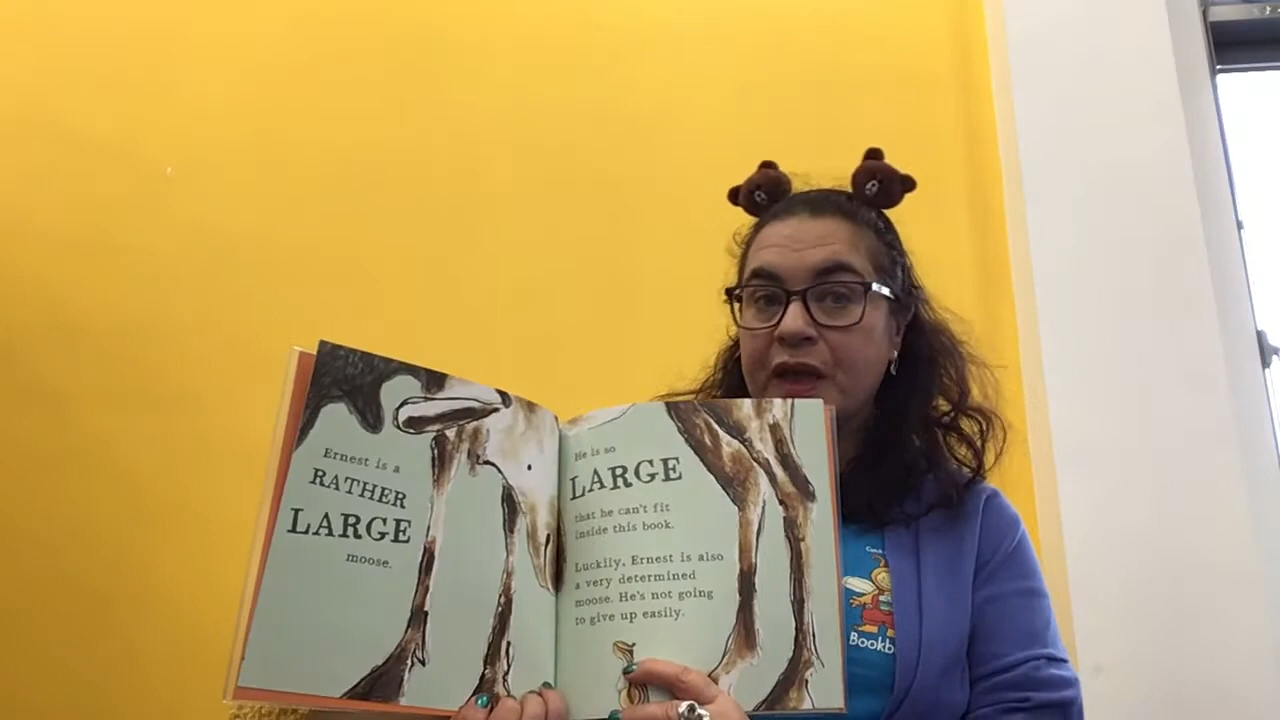 Ernest is a
RATHER
LARGE
moose.
He is so
LARGE
that he can't fit
inside this book.
Luckily, Ernest is also
a very determined
moose. He's not going
to give up easily.
Bookb